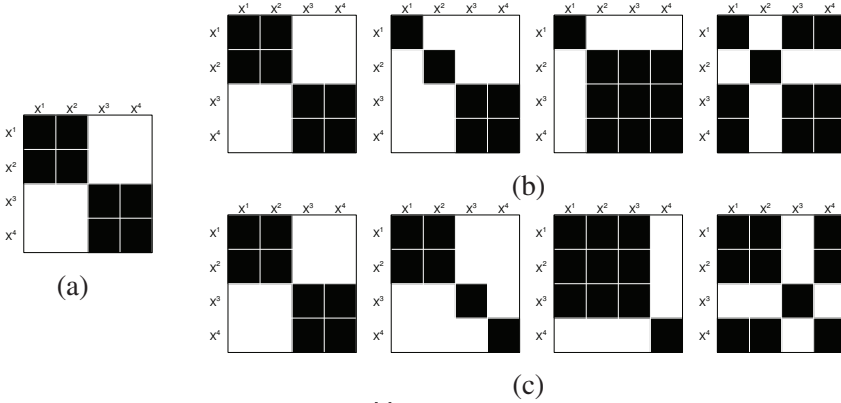 x¹ x² x³ x⁴
x¹
x²
x³
x⁴
(a)
x¹ x² x³ x⁴ x¹ x² x³ x⁴ x¹ x² x³ x⁴ x¹ x² x³ x⁴
x¹ x¹ x¹ x¹
x² x² x² x²
x³ x³ x³ x³
x⁴ x⁴ x⁴ x⁴
(b)
x¹ x² x³ x⁴ x¹ x² x³ x⁴ x¹ x² x³ x⁴ x¹ x² x³ x⁴
x¹ x¹ x¹ x¹
x² x² x² x²
x³ x³ x³ x³
x⁴ x⁴ x⁴ x⁴
(c)